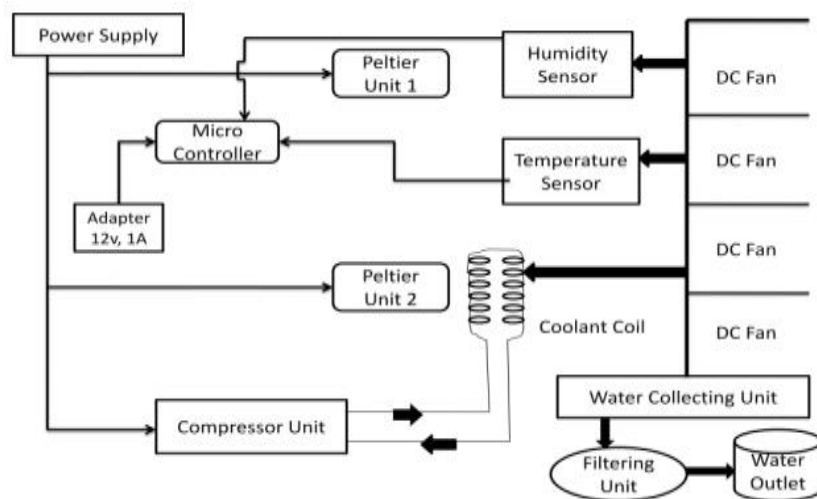 Power Supply
Peltier
Unit 1
Humidity
Sensor
DC Fan
Micro
Controller
Temperature
Sensor
DC Fan
Adapter
12v, 1A
Peltier
Unit 2
DC Fan
Coolant Coil
DC Fan
Compressor Unit
Water Collecting Unit
Filtering
Unit
Water
Outlet